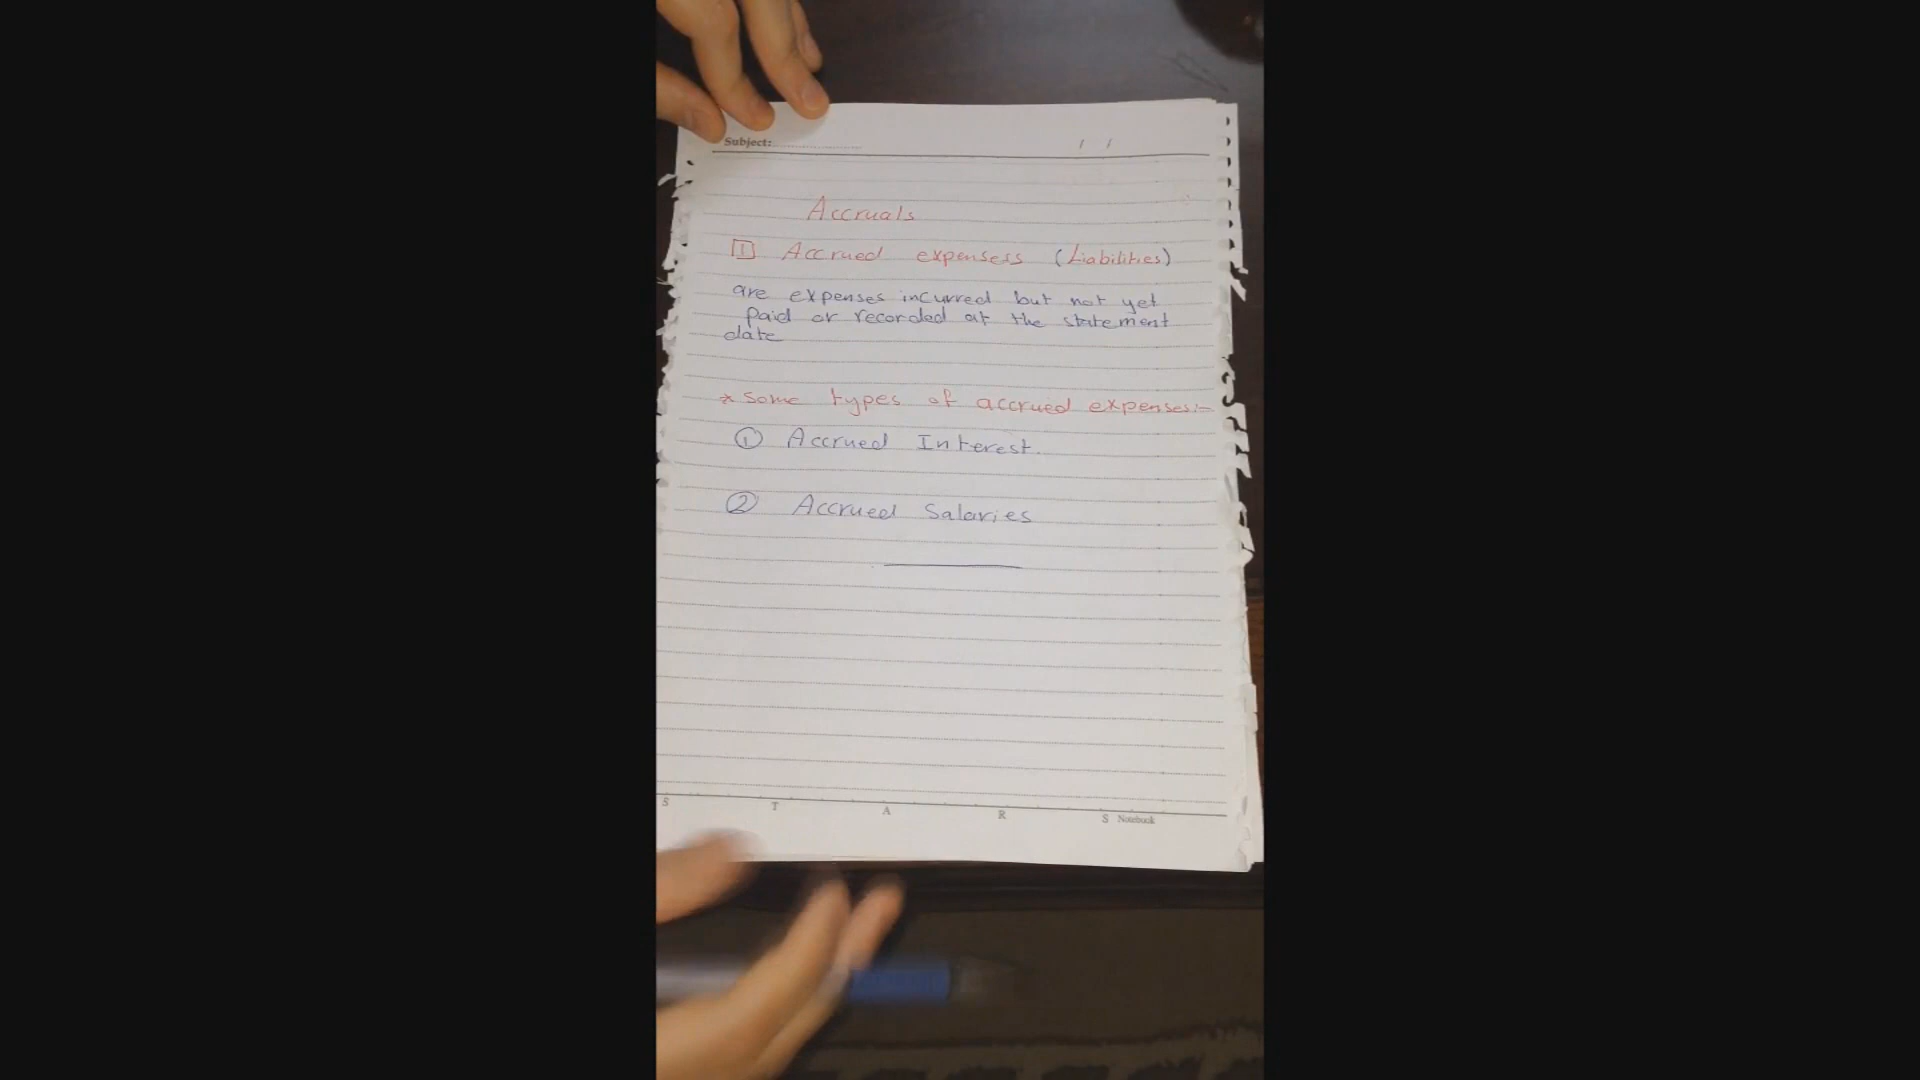 Subject:
/ /
Accruals
1 Accrued expensess (Liabilities)
are expenses incurred but not yet
paid or recorded at the statement
date
* Some types of accrued expenses:-
1 Accrued Interest.
2 Accrued Salaries
S T A R S Notebook